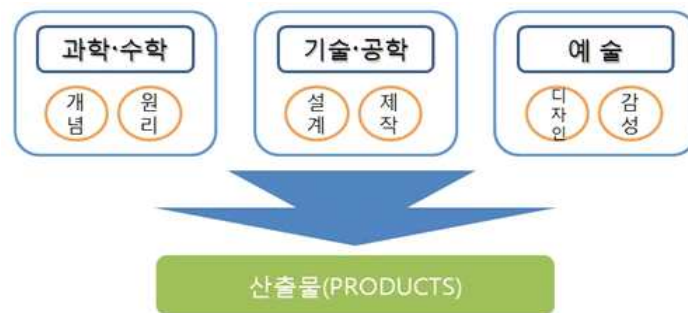 과학·수학
개념
원리
기술·공학
설계
제작
예 술
디자인
감성
산출물(PRODUCTS)